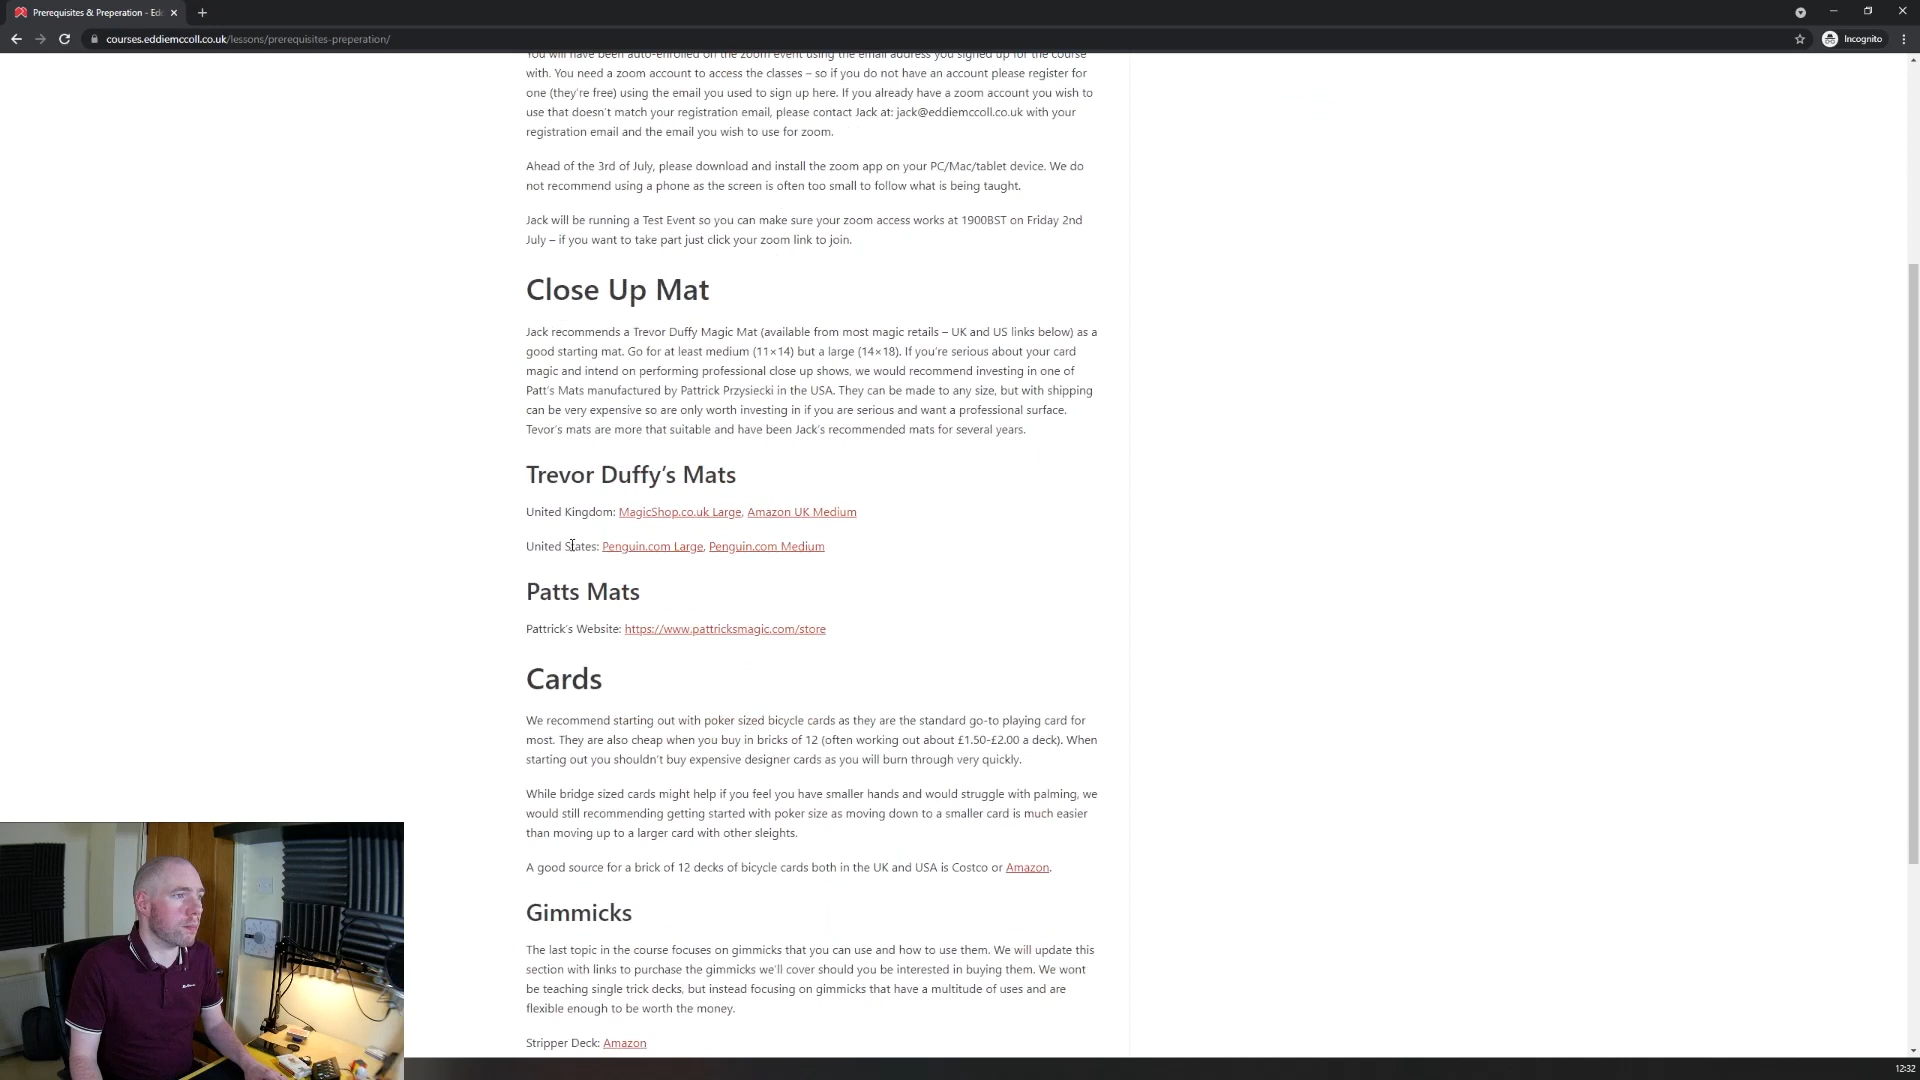 Prerequisites & Preperation - Ed
courses.eddiemccoll.co.uk/lessons/prerequisites-preperation/
Incognito
You will have been auto-enrolled on the zoom event using the email address you signed up for the course
with. You need a zoom account to access the classes – so if you do not have an account please register for
one (they're free) using the email you used to sign up here. If you already have a zoom account you wish to
use that doesn't match your registration email, please contact Jack at: jack@eddiemccoll.co.uk with your
registration email and the email you wish to use for zoom.
Ahead of the 3rd of July, please download and install the zoom app on your PC/Mac/tablet device. We do
not recommend using a phone as the screen is often too small to follow what is being taught.
Jack will be running a Test Event so you can make sure your zoom access works at 1900BST on Friday 2nd
July – if you want to take part just click your zoom link to join.
Close Up Mat
Jack recommends a Trevor Duffy Magic Mat (available from most magic retails – UK and US links below) as a
good starting mat. Go for at least medium (11×14) but a large (14×18). If you're serious about your card
magic and intend on performing professional close up shows, we would recommend investing in one of
Patt's Mats manufactured by Pattrick Przysiecki in the USA. They can be made to any size, but with shipping
can be very expensive so are only worth investing in if you are serious and want a professional surface.
Tevor's mats are more that suitable and have been Jack's recommended mats for several years.
Trevor Duffy's Mats
United Kingdom: MagicShop.co.uk Large, Amazon UK Medium
United States: Penguin.com Large, Penguin.com Medium
Patts Mats
Pattrick's Website: https://www.pattricksmagic.com/store
Cards
We recommend starting out with poker sized bicycle cards as they are the standard go-to playing card for
most. They are also cheap when you buy in bricks of 12 (often working out about £1.50-£2.00 a deck). When
starting out you shouldn't buy expensive designer cards as you will burn through very quickly.
While bridge sized cards might help if you feel you have smaller hands and would struggle with palming, we
would still recommending getting started with poker size as moving down to a smaller card is much easier
than moving up to a larger card with other sleights.
A good source for a brick of 12 decks of bicycle cards both in the UK and USA is Costco or Amazon.
Gimmicks
The last topic in the course focuses on gimmicks that you can use and how to use them. We will update this
section with links to purchase the gimmicks we'll cover should you be interested in buying them. We wont
be teaching single trick decks, but instead focusing on gimmicks that have a multitude of uses and are
flexible enough to be worth the money.
Stripper Deck: Amazon
12:32